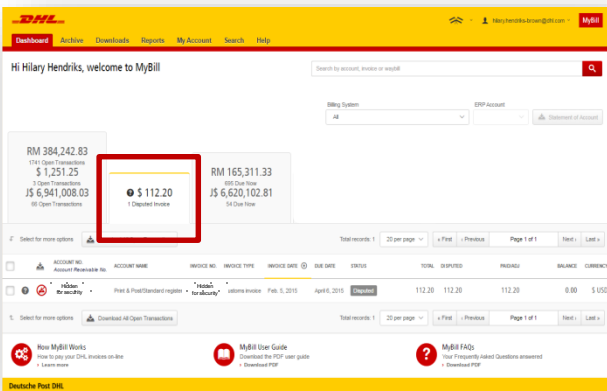 DHL
hilary.hendriks-brown@dhl.com
MyBill
Dashboard Archive Downloads Reports My Account Search Help
Hi Hilary Hendriks, welcome to MyBill
Search by account, invoice or waybill
Billing System
ERP Account
All
Statement of Account
RM 384,242.83
1741 Open Transactions
$ 1,251.25
3 Open Transactions
J$ 6,941,008.03
Open Transactions
$ 112.20
1 Disputed Invoice
RM 165,311.33
Due Now
J$ 6,620,102.81
54 Due Now
Select for more options
Total records: 1
20 per page
« First
‹ Previous
Page 1 of 1
Next ›
Last »
ACCOUNT NO.
Account Receivable No.
ACCOUNT NAME
INVOICE NO.
INVOICE TYPE
INVOICE DATE
DUE DATE
STATUS
TOTAL
DISPUTED
PAID/ADJ
BALANCE
CURRENCY
Hidden
for security
Print & Post/Standard register
Hidden
for security
ustoms invoice
Feb. 5, 2015
April 6, 2015
Disputed
112.20
112.20
112.20
0.00
$ USD
Select for more options
Download All Open Transactions
Total records: 1
20 per page
« First
‹ Previous
Page 1 of 1
Next ›
Last »
How MyBill Works
How to pay your DHL invoices on-line
› Learn more
MyBill User Guide
Download the PDF user guide
› Download PDF
MyBill FAQs
Your Frequently Asked Questions answered
› Download PDF
Deutsche Post DHL